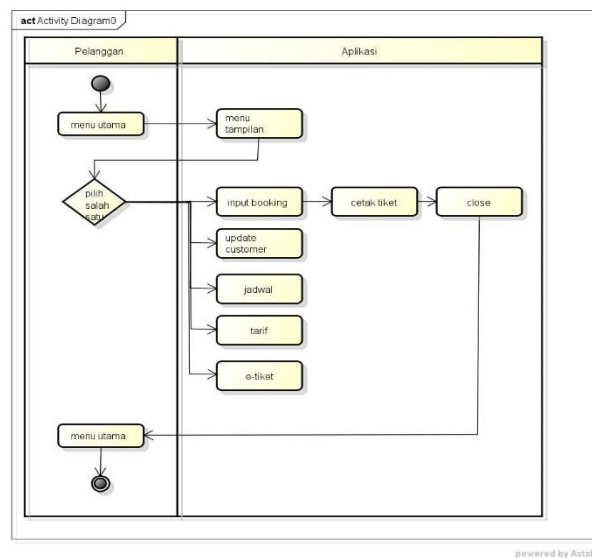 act Activity Diagram0
Pelanggan
Aplikasi
menu utama
menu
tampilan
pilih
salah
satu
input booking
cetak tiket
close
update
customer
jadwal
tarif
e-tiket
menu utama
powered by Astah